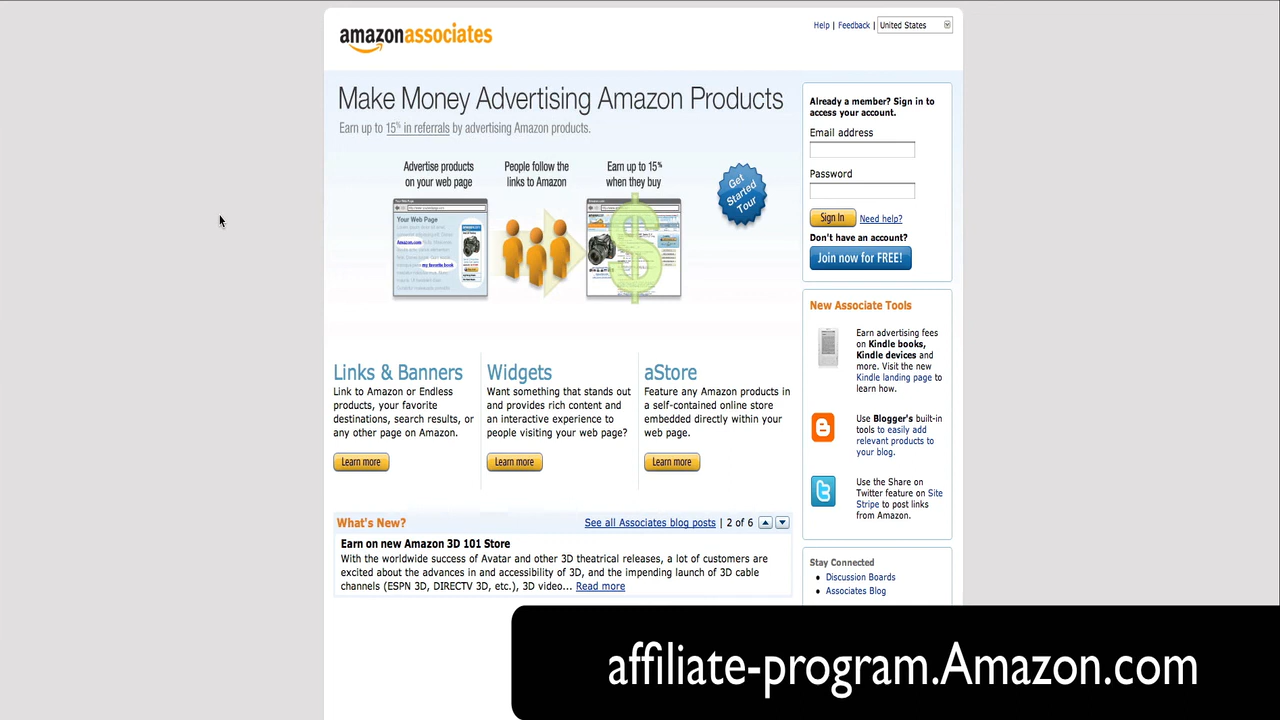 amazonassociates
Help | Feedback | United States
Make Money Advertising Amazon Products
Earn up to 15% in referrals by advertising Amazon products.
Advertise products
on your web page
People follow the
links to Amazon
Earn up to 15%
when they buy
Get
Started
Tour
Your Web Page
Amazon.com
my favorite book
Already a member? Sign in to
access your account.
Email address
Password
Sign In Need help?
Don't have an account?
Join now for FREE!
Links & Banners
Link to Amazon or Endless
products, your favorite
destinations, search results, or
any other page on Amazon.
Learn more
Widgets
Want something that stands out
and provides rich content and
an interactive experience to
people visiting your web page?
Learn more
aStore
Feature any Amazon products in
a self-contained online store
embedded directly within your
web page.
Learn more
New Associate Tools
Earn advertising fees
on Kindle books,
Kindle devices and
more. Visit the new
Kindle landing page to
learn how.
Use Blogger's built-in
tools to easily add
relevant products to
your blog.
Use the Share on
Twitter feature on Site
Stripe to post links
from Amazon.
What's New?
See all Associates blog posts | 2 of 6
Earn on new Amazon 3D 101 Store
With the worldwide success of Avatar and other 3D theatrical releases, a lot of customers are
excited about the advances in and accessibility of 3D, and the impending launch of 3D cable
channels (ESPN 3D, DIRECTV 3D, etc.), 3D video... Read more
Stay Connected
Discussion Boards
Associates Blog
affiliate-program.Amazon.com